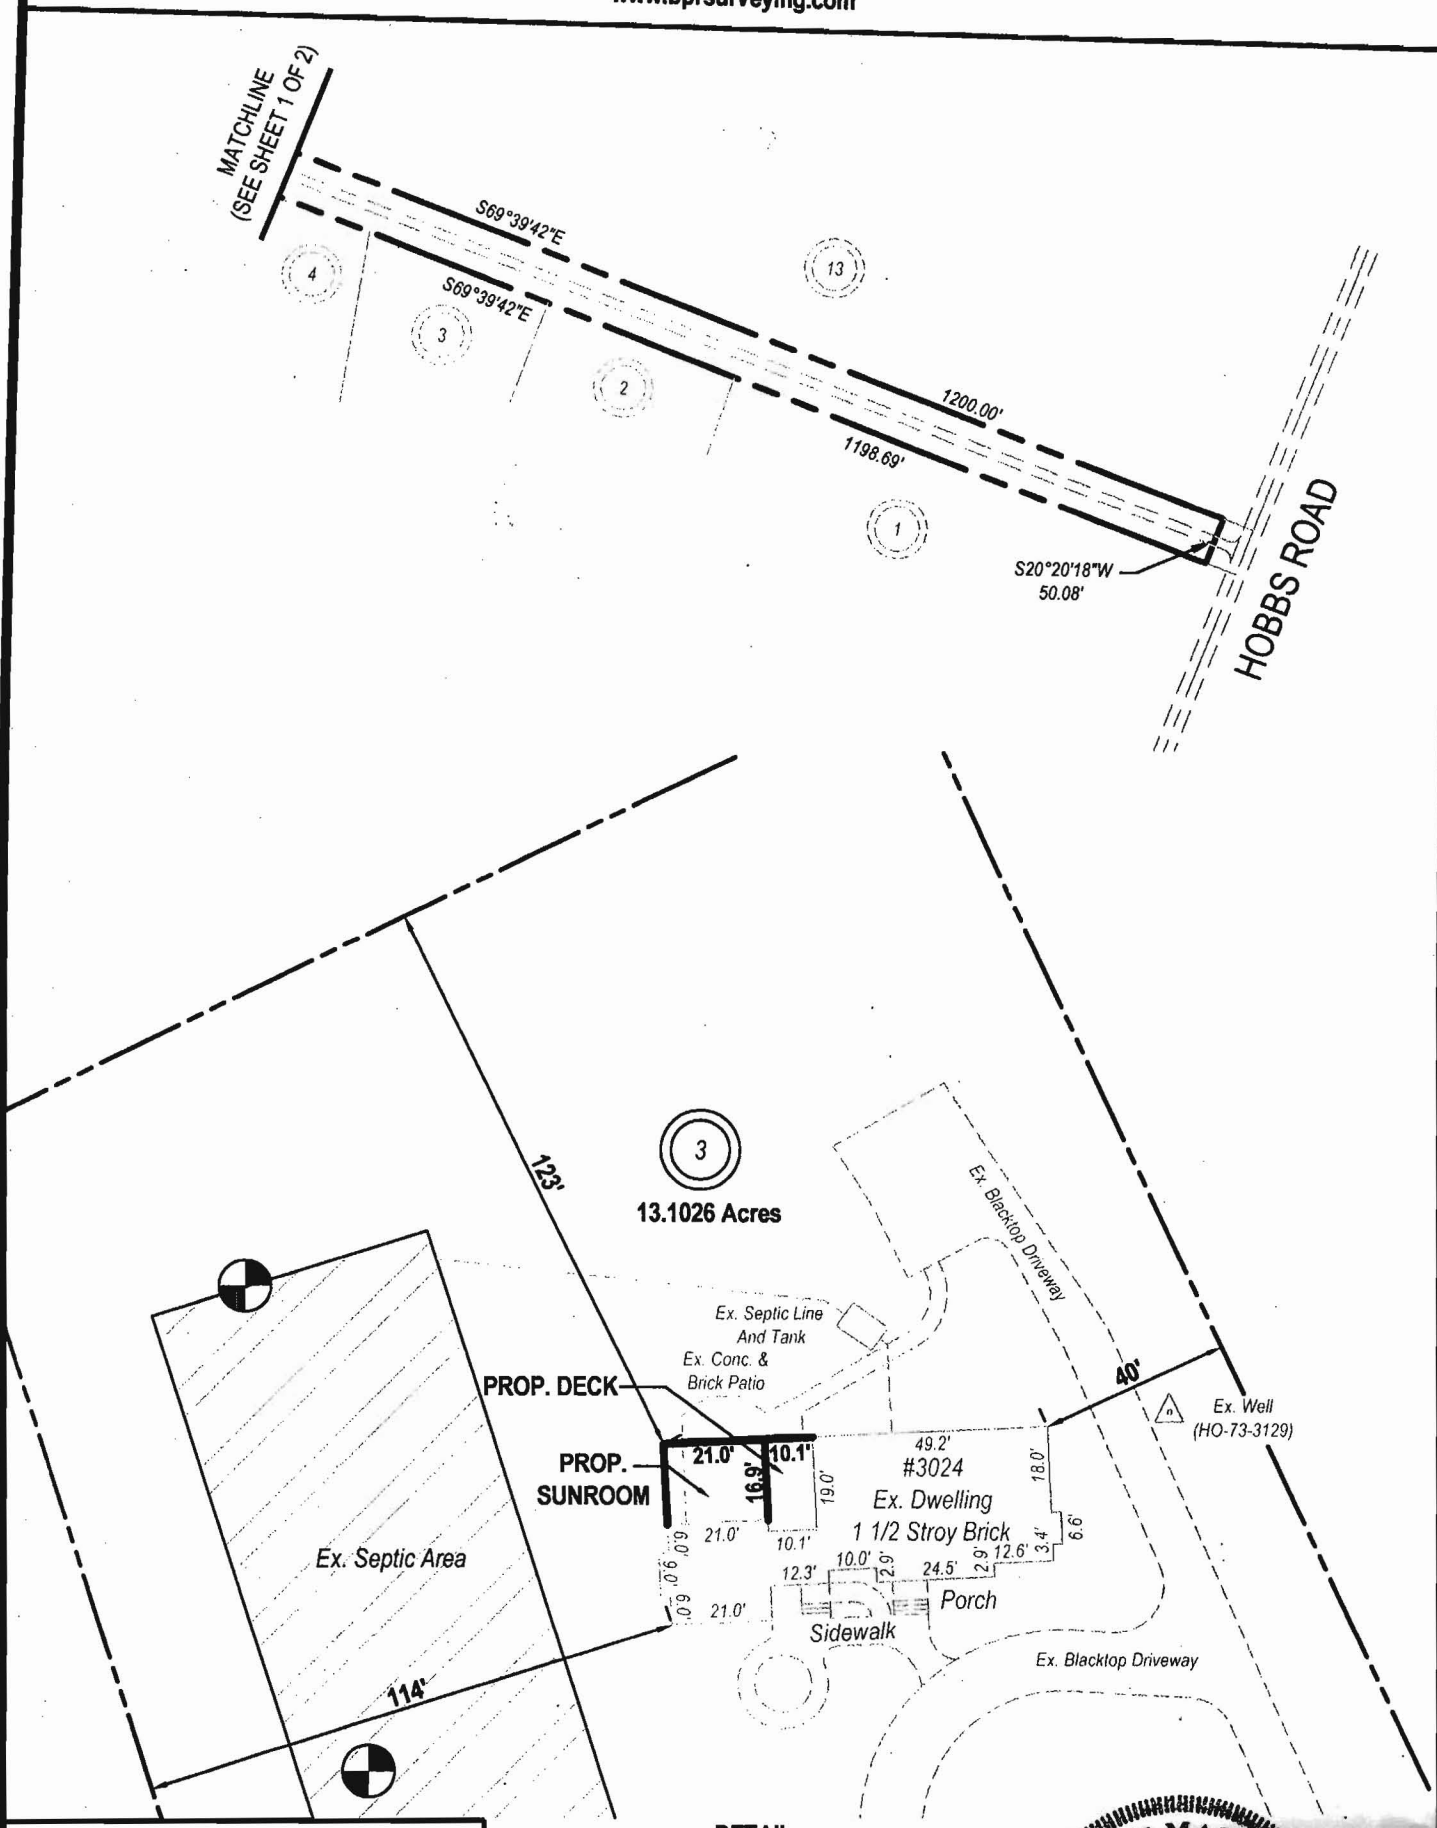 www.bprsurveying.com
MATCHLINE
(SEE SHEET 1 OF 2)
S69°39'42"E
S69°39'42"E
4
3
2
13
1200.00'
1198.69'
1
S20°20'18"W
50.08'
HOBBS ROAD
123'
3
13.1026 Acres
Ex. Blacktop Driveway
Ex. Septic Line
And Tank
Ex. Conc. &
Brick Patio
PROP. DECK
40'
Ex. Well
(HO-73-3129)
21.0'
10.1'
49.2'
PROP.
SUNROOM
16.9'
19.0'
#3024
18.0'
Ex. Dwelling
1 1/2 Stroy Brick
21.0'
10.1'
6.0'
3.4'
6.6'
Ex. Septic Area
9.0'
12.3'
10.0'
2.9'
24.5'
2.9'
12.6'
6.0'
21.0'
Porch
Sidewalk
Ex. Blacktop Driveway
114'
DETAIL